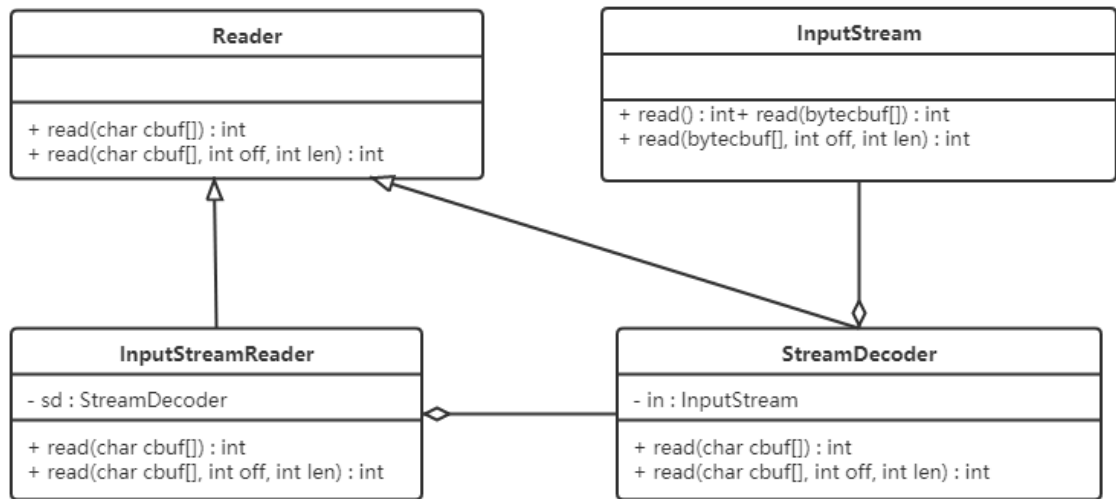 Reader
+ read(char cbuf[]) : int
+ read(char cbuf[], int off, int len) : int
InputStream
+ read() : int+ read(bytecbuf[]) : int
+ read(bytecbuf[], int off, int len) : int
InputStreamReader
- sd : StreamDecoder
+ read(char cbuf[]) : int
+ read(char cbuf[], int off, int len) : int
StreamDecoder
- in : InputStream
+ read(char cbuf[]) : int
+ read(char cbuf[], int off, int len) : int